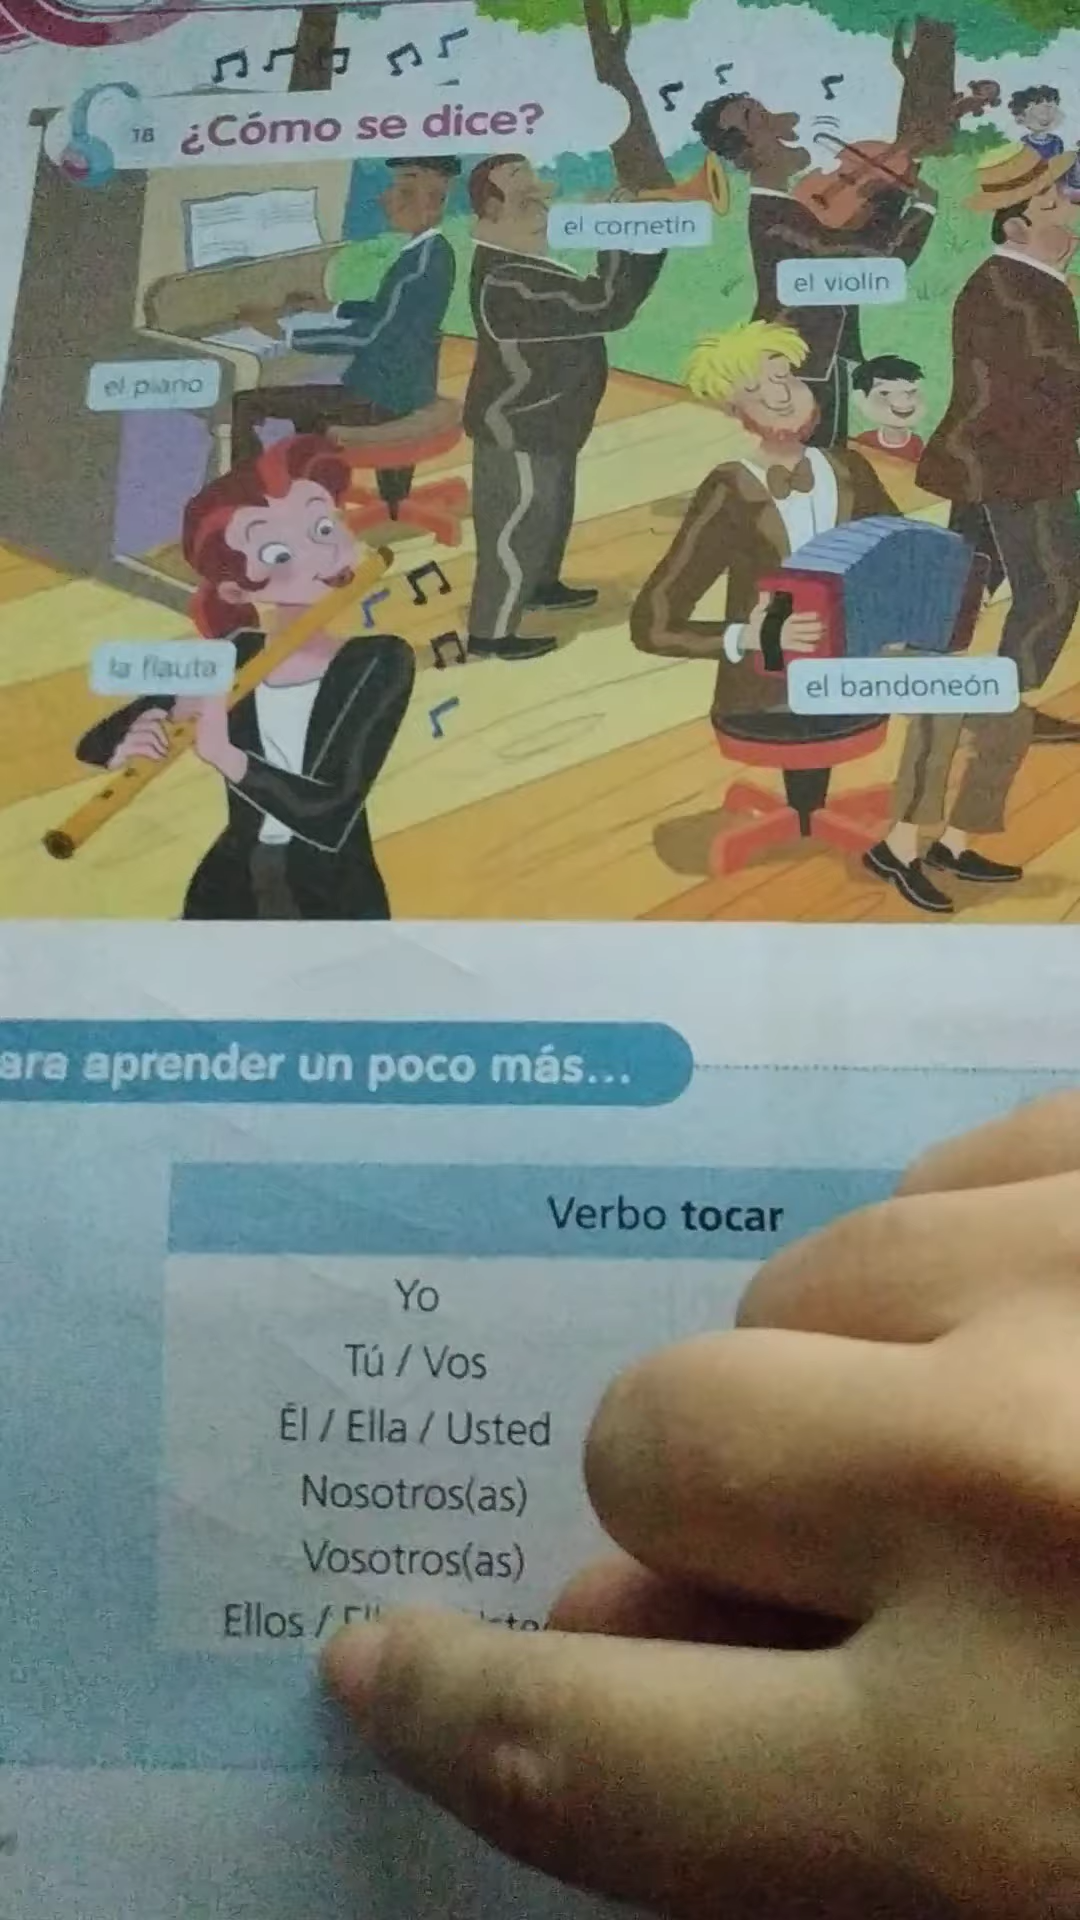 18 ¿Cómo se dice?
el cornetín
el violín
el piano
la flauta
el bandoneón
ara aprender un poco más...
Verbo tocar
Yo
Tú / Vos
Él / Ella / Usted
Nosotros(as)
Vosotros(as)
Ellos /